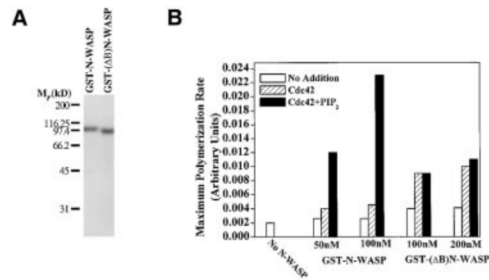 A
GST-N-WASP
GST-(ΔB)N-WASP
Mr(kD)
200
116.25
97.4
66.2
45
31
B
Maximum Polymerization Rate
(Arbitrary Units)
0.024
0.022
0.020
0.018
0.016
0.014
0.012
0.010
0.008
0.006
0.004
0.002
0.000
No Addition
Cdc42
Cdc42+PIP₂
No N-WASP
50nM 100nM 100nM 200nM
GST-N-WASP GST-(ΔB)N-WASP